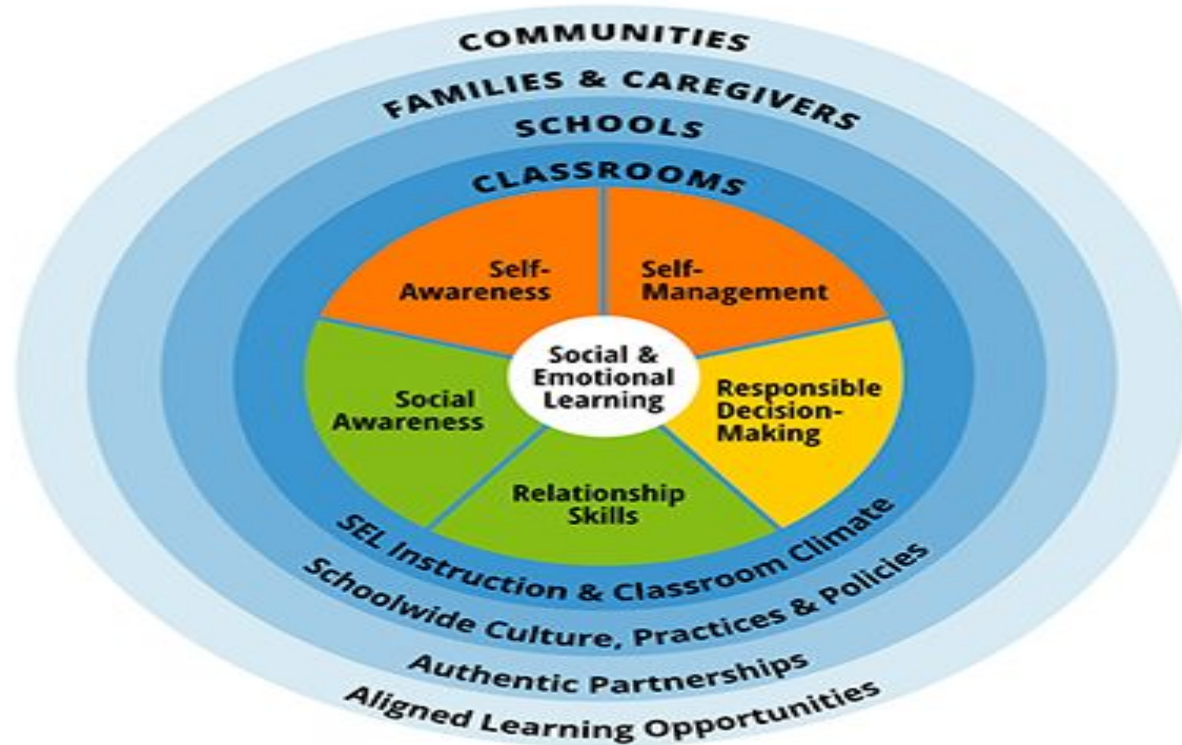 COMMUNITIES
FAMILIES & CAREGIVERS
SCHOOLS
CLASSROOMS
Self-
Awareness
Self-
Management
Social &
Emotional
Learning
Social
Awareness
Responsible
Decision-
Making
Relationship
Skills
SEL Instruction & Classroom Climate
Schoolwide Culture, Practices & Policies
Authentic Partnerships
Aligned Learning Opportunities